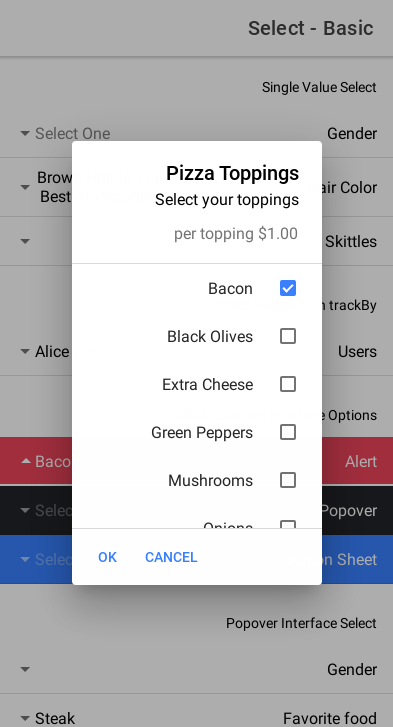 Select - Basic
Single Value Select
Select One
Gender
Brow
Best
air Color
Skittles
trackBy
Alice
Users
Options
Baco
Alert
Selec
Popover
Selec
on Sheet
Pizza Toppings
Select your toppings
per topping $1.00
Bacon
Black Olives
Extra Cheese
Green Peppers
Mushrooms
Onions
OK
CANCEL
Popover Interface Select
Gender
Steak
Favorite food